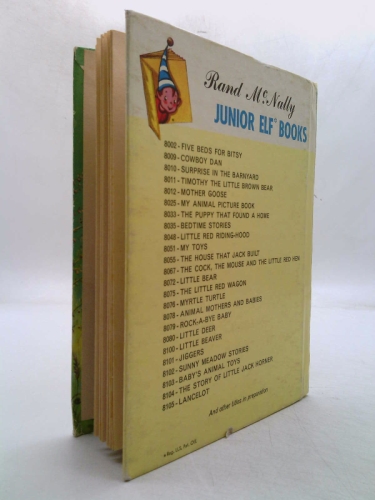 Rand McNally
JUNIOR ELF® BOOKS
8002 - FIVE BEDS FOR BITSY
8009 - COWBOY DAN
8010 - SURPRISE IN THE BARNYARD
8011 - TIMOTHY THE LITTLE BROWN BEAR
8012 - MOTHER GOOSE
8025 - MY ANIMAL PICTURE BOOK
8033 - THE PUPPY THAT FOUND A HOME
8035 - BEDTIME STORIES
8048 - LITTLE RED RIDING-HOOD
8051 - MY TOYS
8055 - THE HOUSE THAT JACK BUILT
8067 - THE COCK, THE MOUSE AND THE LITTLE RED HEN
8072 - LITTLE BEAR
8075 - THE LITTLE RED WAGON
8076 - MYRTLE TURTLE
8078 - ANIMAL MOTHERS AND BABIES
8079 - ROCK-A-BYE BABY
8080 - LITTLE DEER
8100 - LITTLE BEAVER
8101 - JIGGERS
8102 - SUNNY MEADOW STORIES
8103 - BABY'S ANIMAL TOYS
8104 - THE STORY OF LITTLE JACK HORNER
8105 - LANCELOT
And other titles in preparation
®Reg. U.S. Pat. Off.